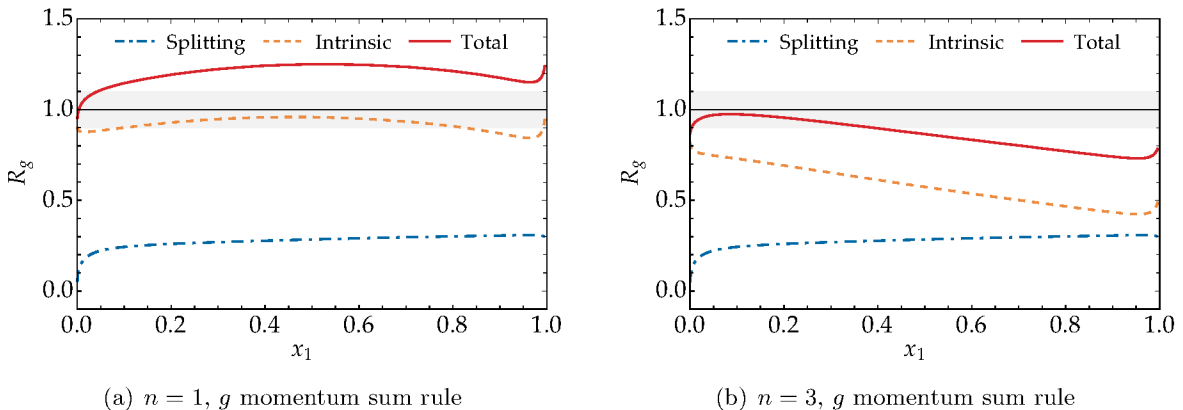 1.5
Splitting Intrinsic Total
1.0
R_g
0.5
0.0
0.0 0.2 0.4 0.6 0.8 1.0
x_1
(a) n = 1, g momentum sum rule
1.5
Splitting Intrinsic Total
1.0
R_g
0.5
0.0
0.0 0.2 0.4 0.6 0.8 1.0
x_1
(b) n = 3, g momentum sum rule